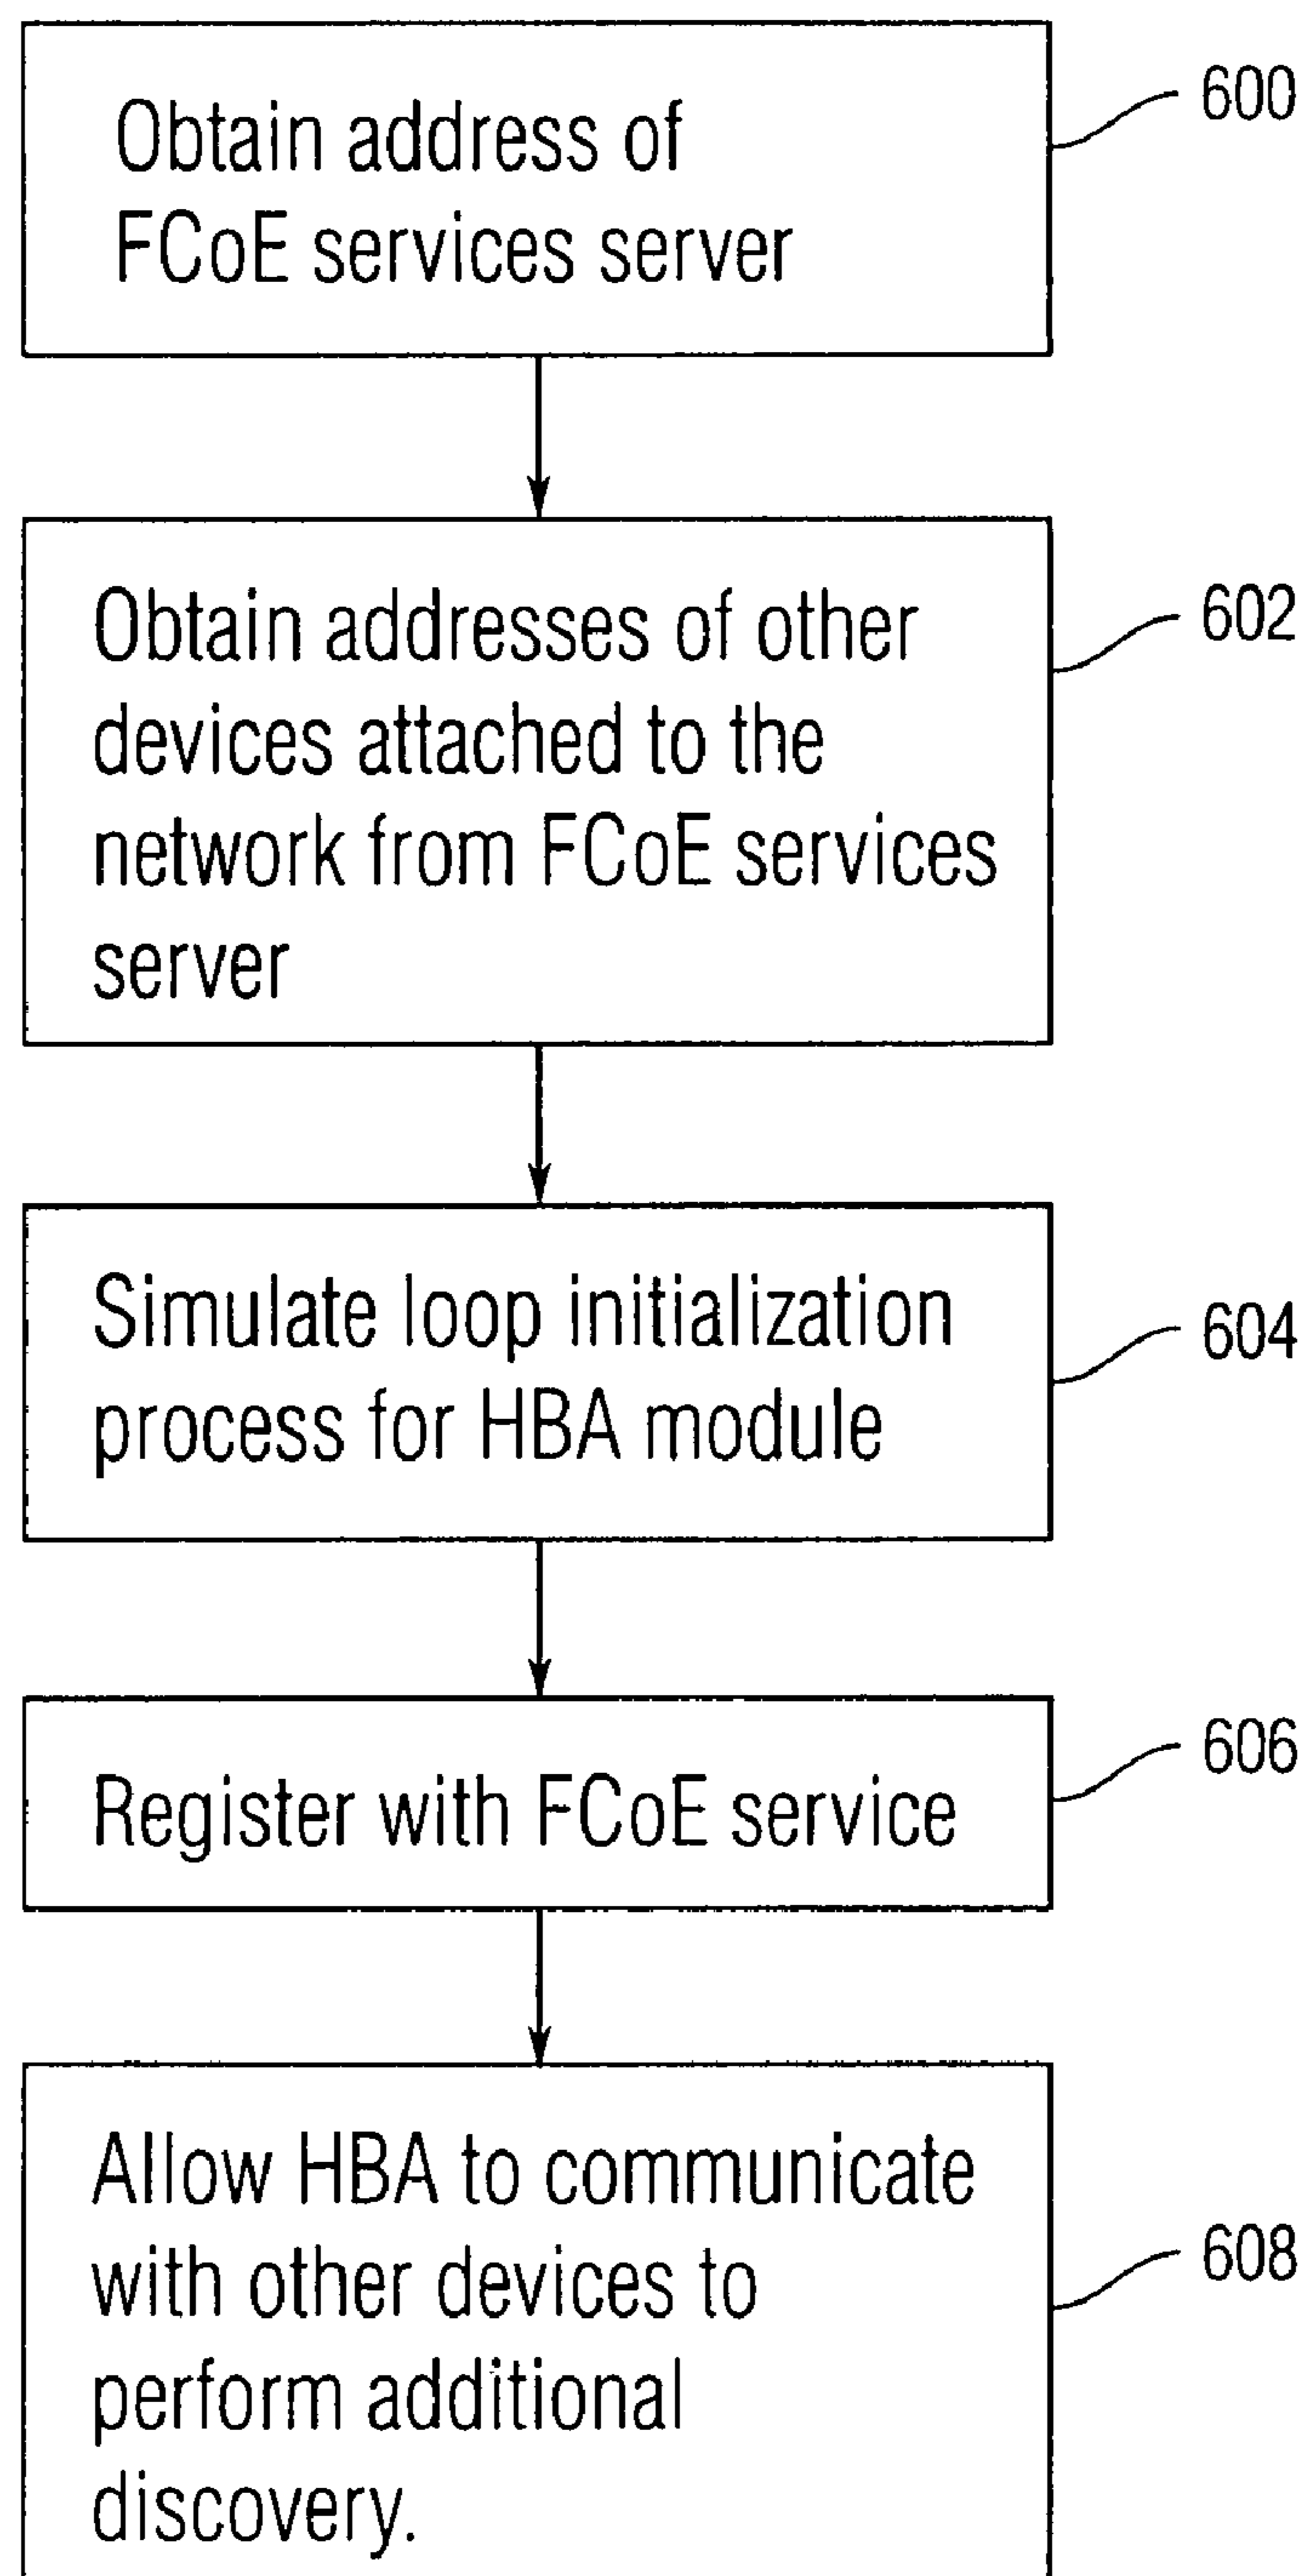 Obtain address of
FCoE services server
600
Obtain addresses of other
devices attached to the
network from FCoE services
server
602
Simulate loop initialization
process for HBA module
604
Register with FCoE service
606
Allow HBA to communicate
with other devices to
perform additional
discovery.
608